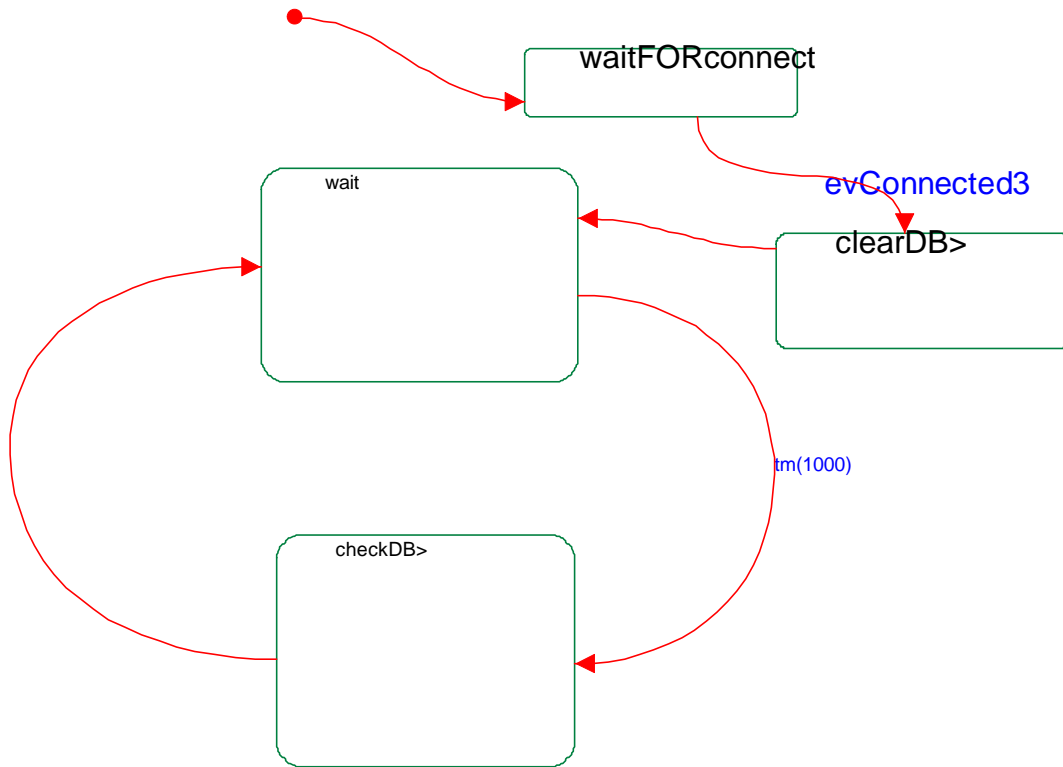 waitFORconnect
wait
evConnected3
clearDB>
tm(1000)
checkDB>